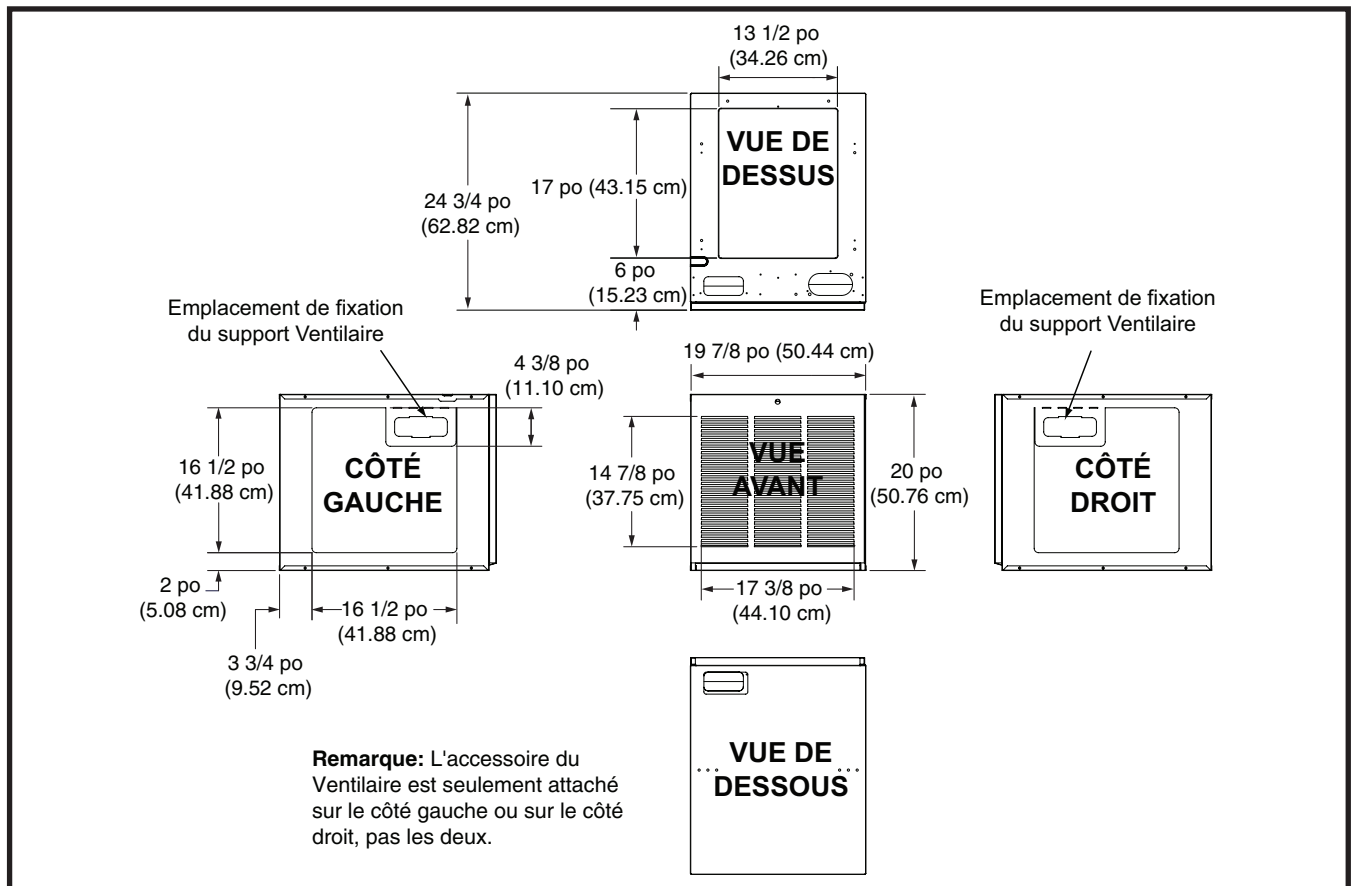 13 1/2 po
(34.26 cm)
VUE DE
DESSUS
17 po (43.15 cm)
24 3/4 po
(62.82 cm)
6 po
(15.23 cm)
Emplacement de fixation
du support Ventilaire
Emplacement de fixation
du support Ventilaire
19 7/8 po (50.44 cm)
4 3/8 po
(11.10 cm)
16 1/2 po
(41.88 cm)
CÔTÉ
GAUCHE
14 7/8 po
(37.75 cm)
VUE
AVANT
20 po
(50.76 cm)
CÔTÉ
DROIT
2 po
(5.08 cm)
16 1/2 po
(41.88 cm)
17 3/8 po
(44.10 cm)
3 3/4 po
(9.52 cm)
Remarque: L'accessoire du
Ventilaire est seulement attaché
sur le côté gauche ou sur le côté
droit, pas les deux.
VUE DE
DESSOUS